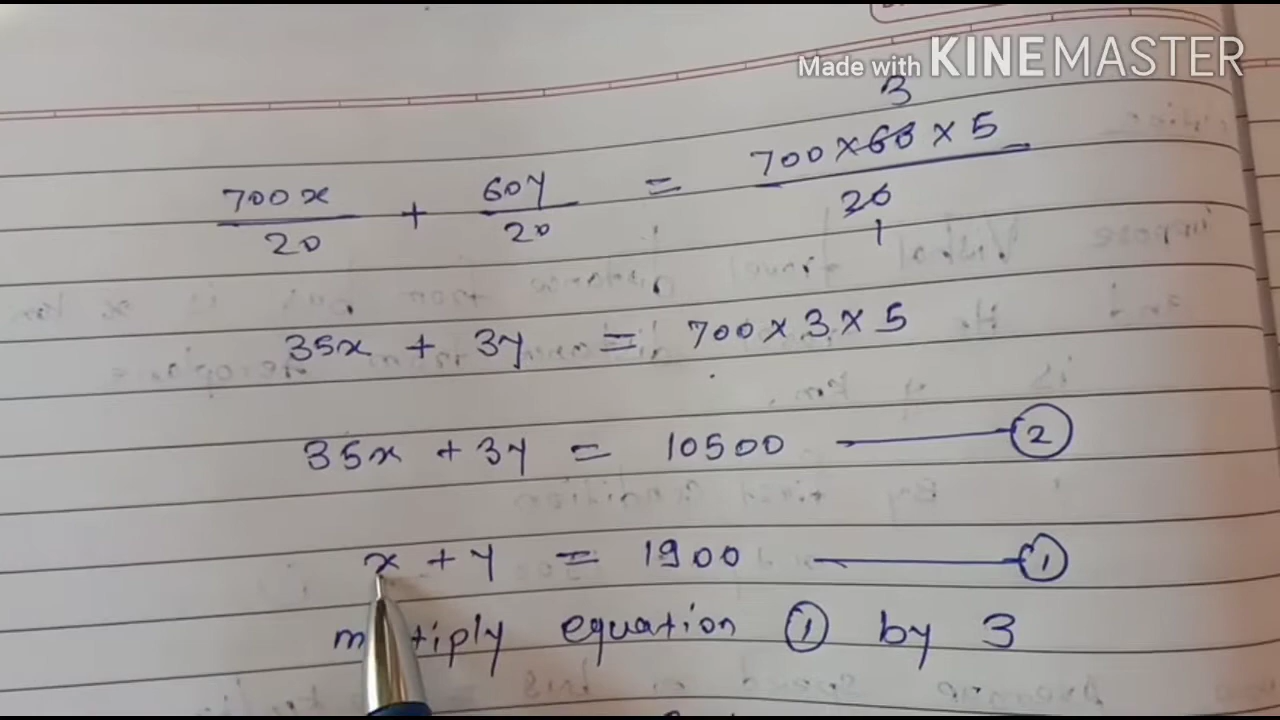 Made with KINEMASTER
700x/20 + 60y/20 = 700 x 60 x 5/20
3
1
35x + 3y = 700 x 3 x 5
35x + 3y = 10500 — 2
x + y = 1900 — 1
equation 1 by 3